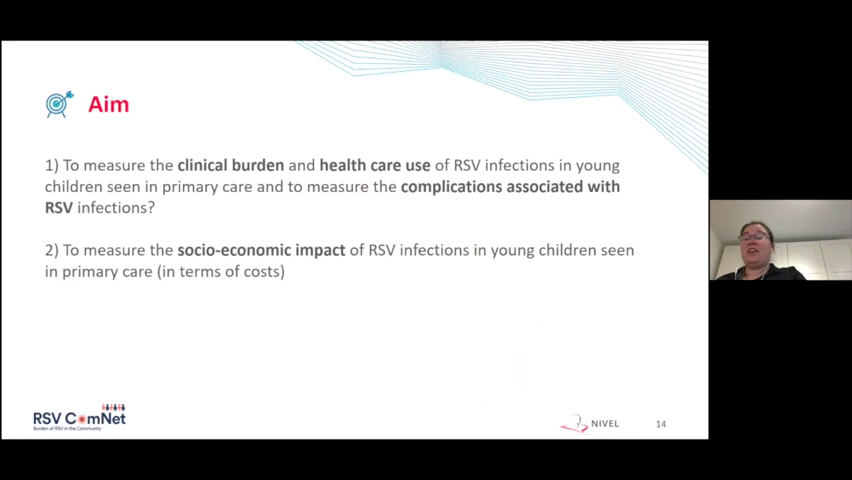 Aim
1) To measure the clinical burden and health care use of RSV infections in young
children seen in primary care and to measure the complications associated with
RSV infections?
2) To measure the socio-economic impact of RSV infections in young children seen
in primary care (in terms of costs)
RSV ComNet
Burden of RSV in the Community
NIVEL
14